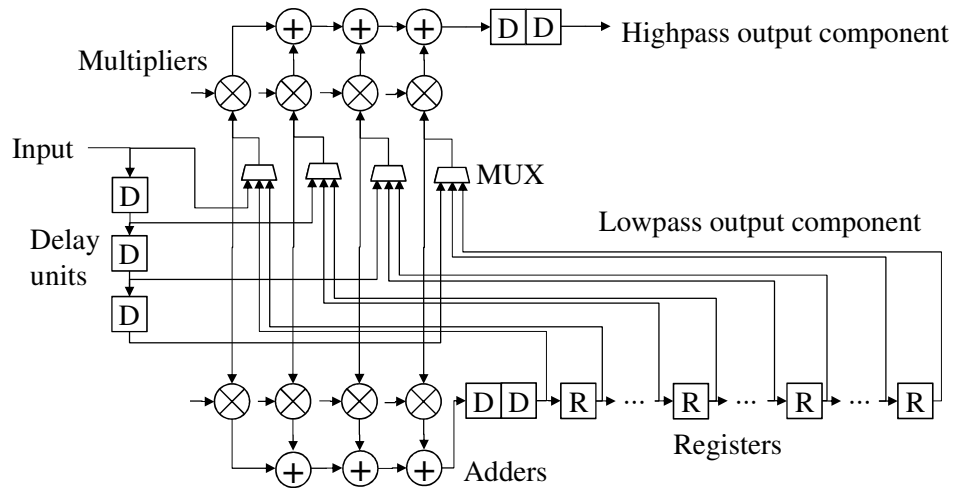 + + + D D Highpass output component
Multipliers
Input
MUX
D
Lowpass output component
Delay
units
D
D
D D R ... R ... R ... R
Registers
+ + + Adders